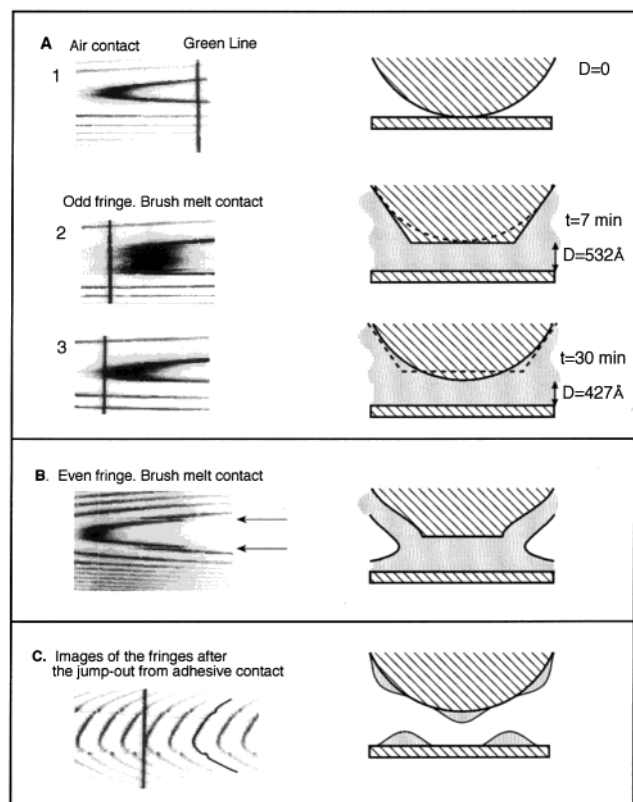 A Air contact Green Line
1
D=0
Odd fringe. Brush melt contact
2
t=7 min
D=532Å
3
t=30 min
D=427Å
B. Even fringe. Brush melt contact
C. Images of the fringes after
the jump-out from adhesive contact